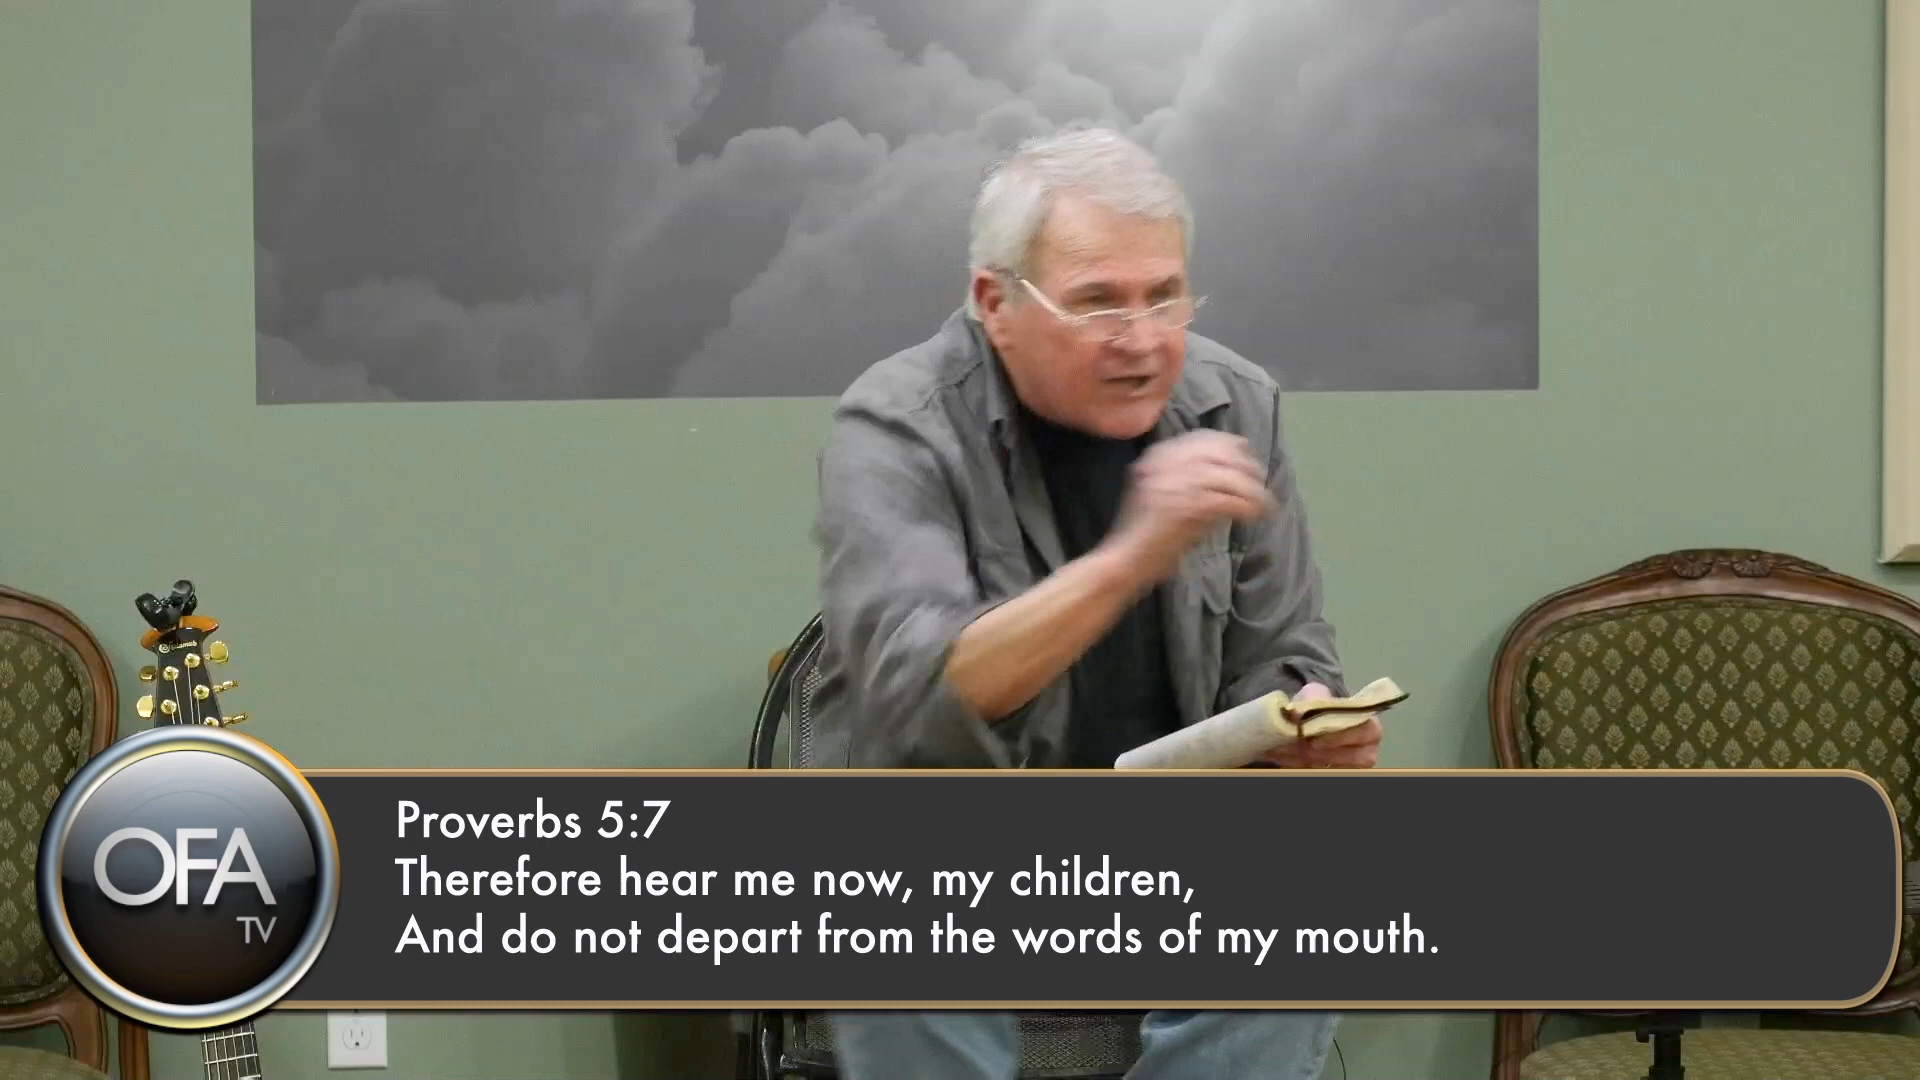 Proverbs 5:7
Therefore hear me now, my children,
And do not depart from the words of my mouth.
OFA
TV